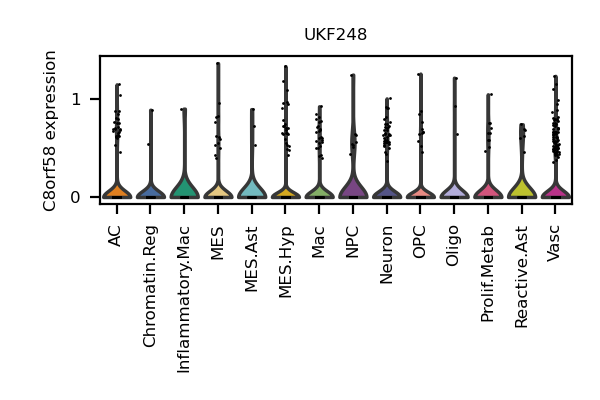 UKF248
C8orf58 expression
1
0
AC
Chromatin.Reg
Inflammatory.Mac
MES
MES.Ast
MES.Hyp
Mac
NPC
Neuron
OPC
Oligo
Prolif.Metab
Reactive.Ast
Vasc